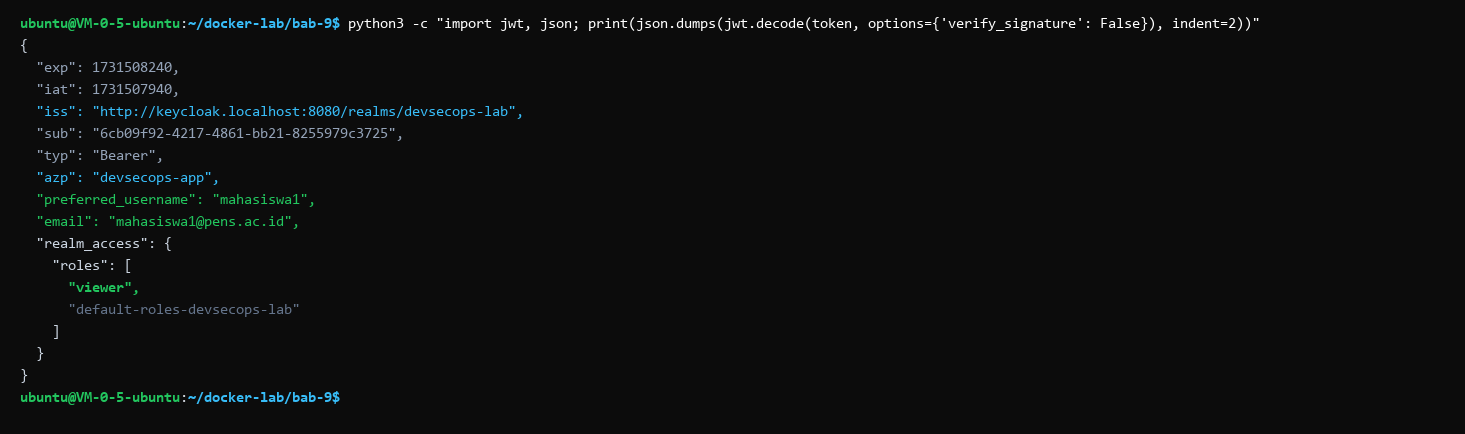 ubuntu@VM-0-5-ubuntu:~/docker-lab/bab-9$ python3 -c "import jwt, json; print(json.dumps(jwt.decode(token, options={'verify_signature': False}), indent=2))"
{
  "exp": 1731508240,
  "iat": 1731507940,
  "iss": "http://keycloak.localhost:8080/realms/devsecops-lab",
  "sub": "6cb09f92-4217-4861-bb21-8255979c3725",
  "typ": "Bearer",
  "azp": "devsecops-app",
  "preferred_username": "mahasiswa1",
  "email": "mahasiswa1@pens.ac.id",
  "realm_access": {
    "roles": [
      "viewer",
      "default-roles-devsecops-lab"
    ]
  }
}
ubuntu@VM-0-5-ubuntu:~/docker-lab/bab-9$